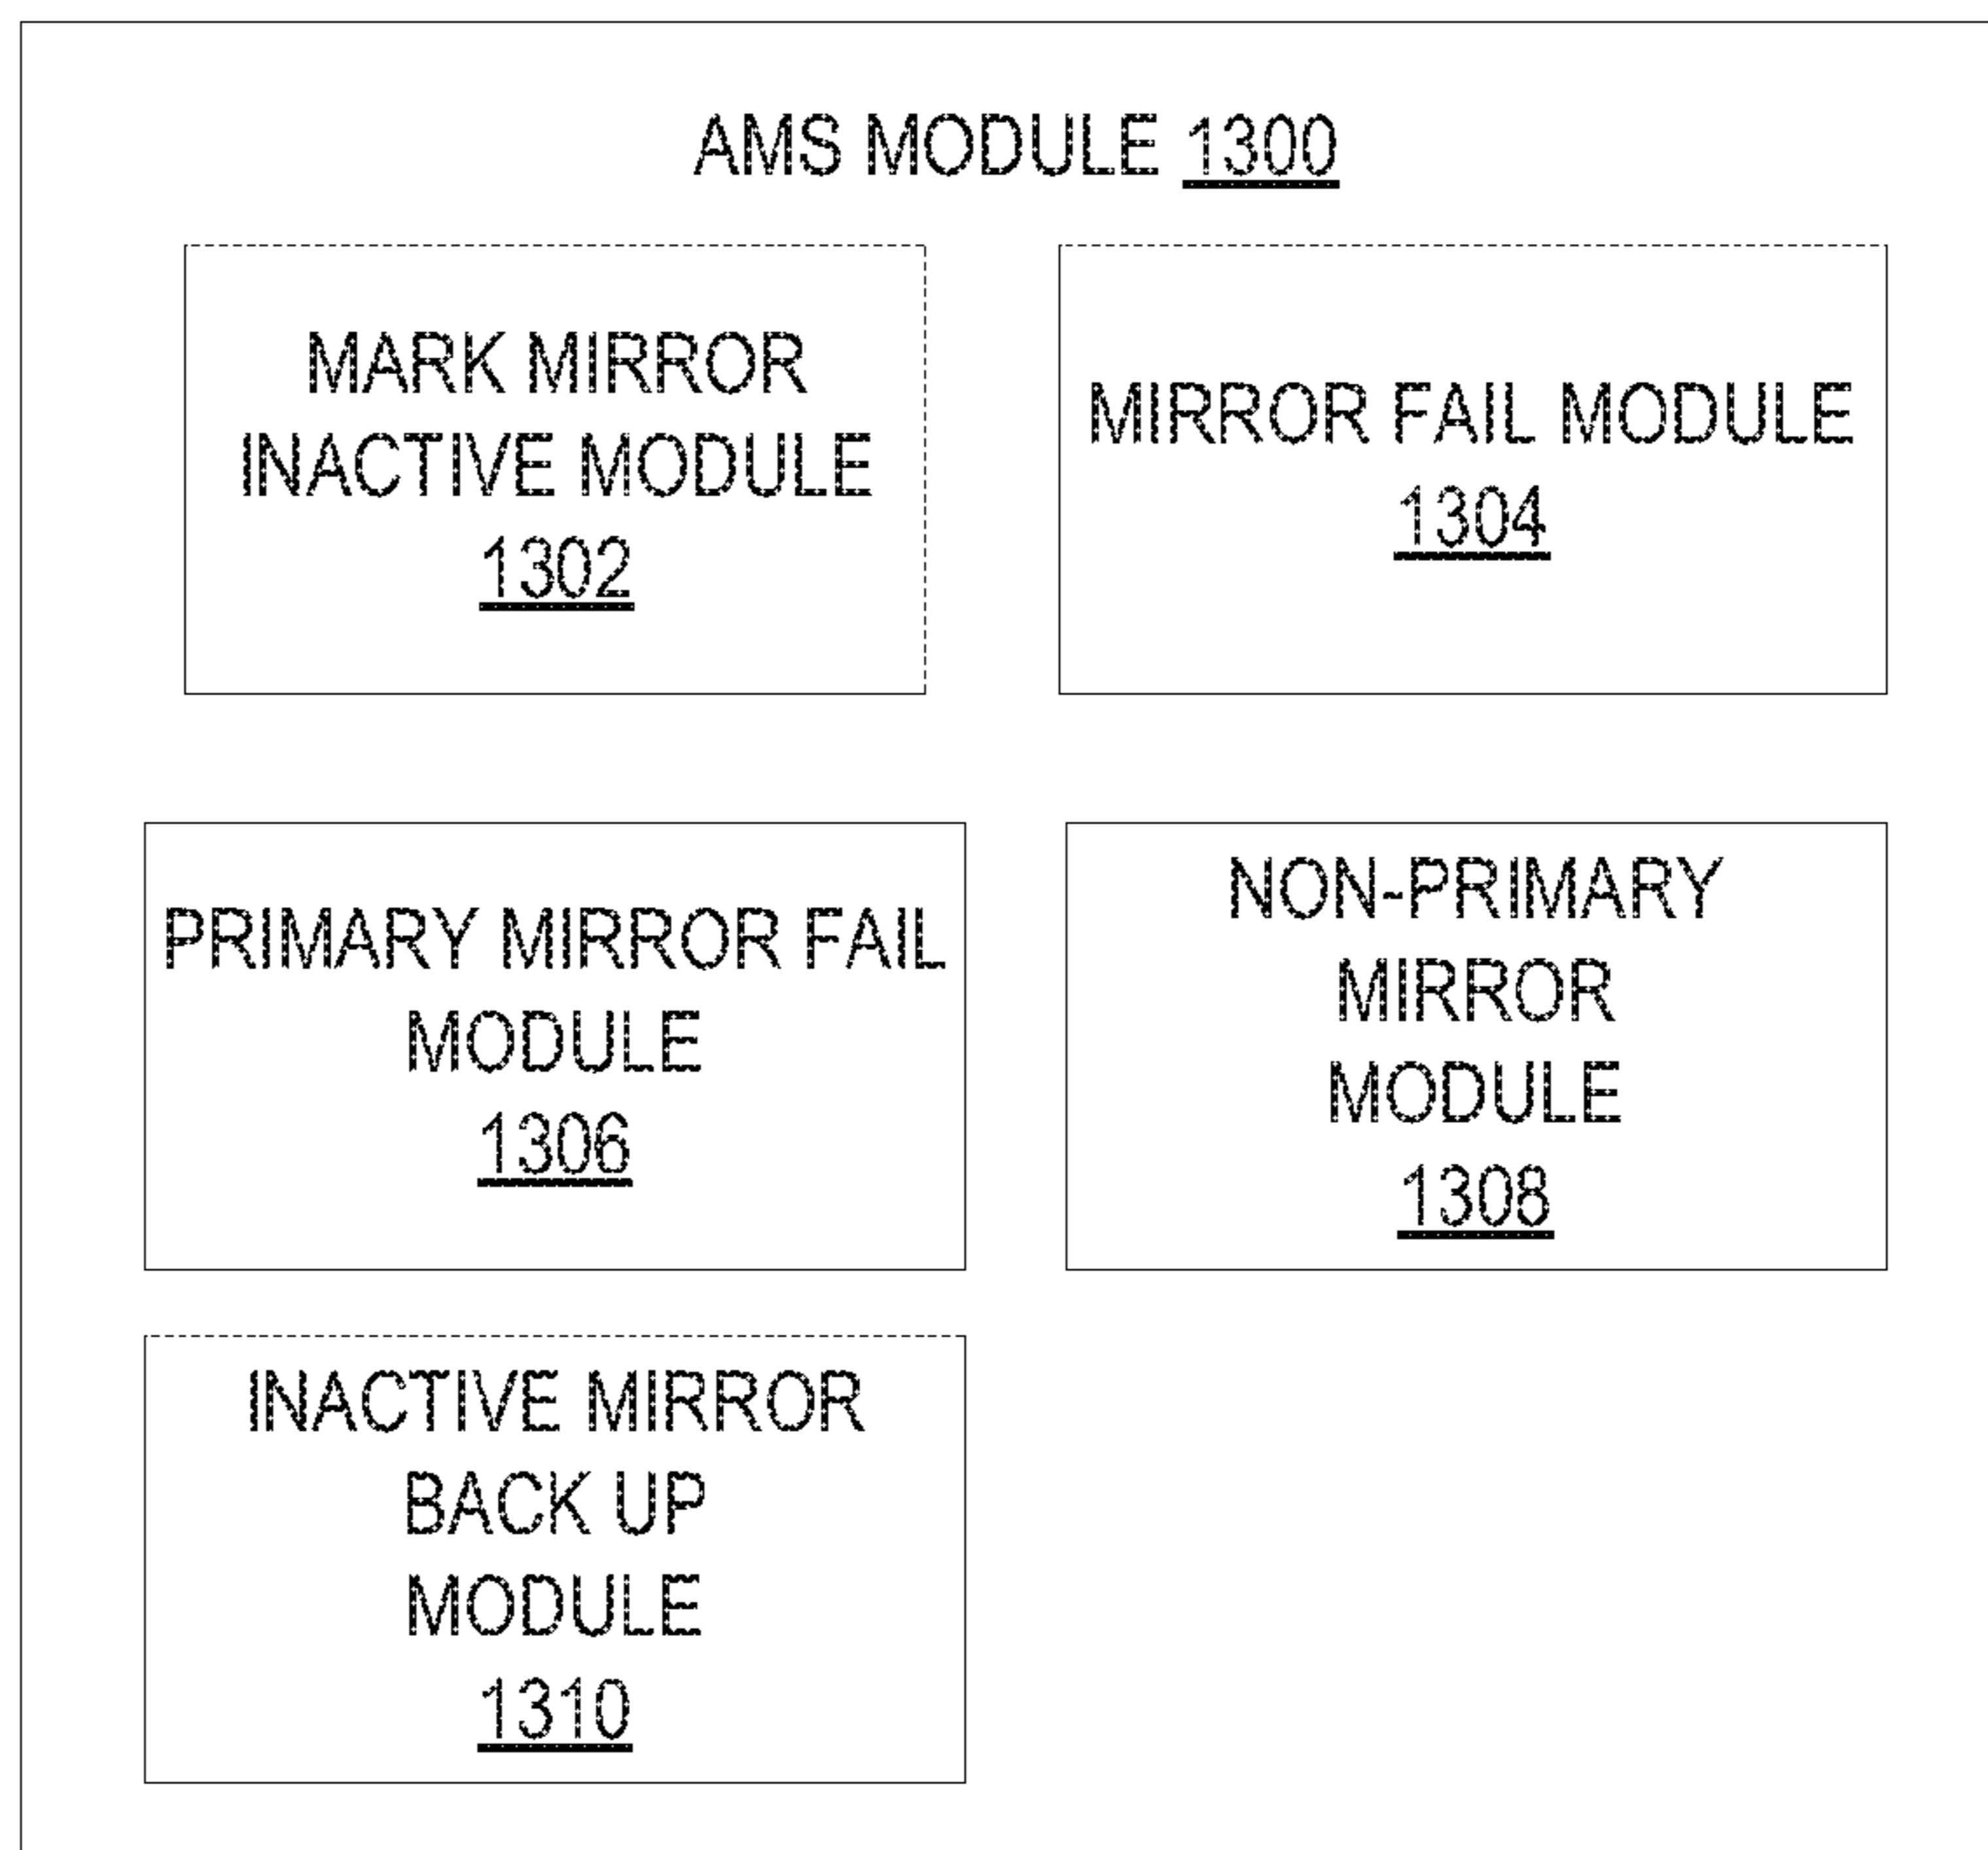 AMS MODULE 1300
MARK MIRROR
INACTIVE MODULE
1302
MIRROR FAIL MODULE
1304
PRIMARY MIRROR FAIL
MODULE
1306
NON-PRIMARY
MIRROR
MODULE
1308
INACTIVE MIRROR
BACK UP
MODULE
1310